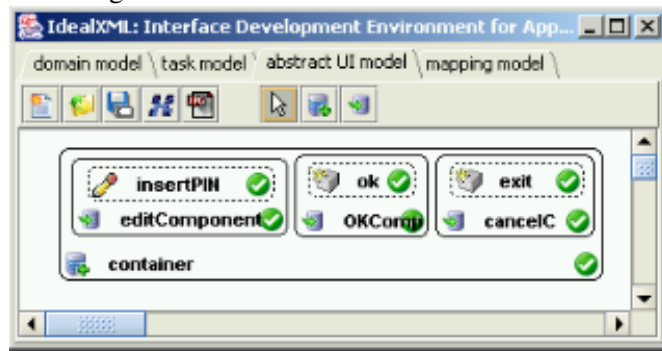 IdealXML: Interface Development Environment for App...
domain model \ task model \ abstract UI model \ mapping model \
insertPIN ok exit
editComponent OKComp cancelC
container